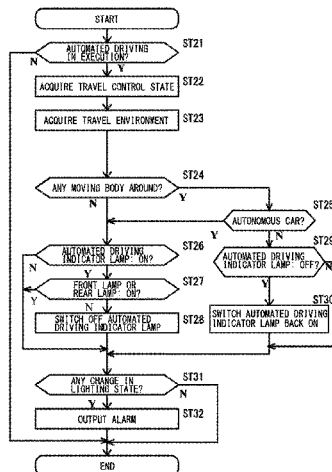 START
AUTOMATED DRIVING
IN EXECUTION?
ST21
N
Y
ACQUIRE TRAVEL CONTROL STATE
ST22
ACQUIRE TRAVEL ENVIRONMENT
ST23
ANY MOVING BODY AROUND?
ST24
N
Y
AUTONOMOUS CAR?
ST25
Y
N
AUTOMATED DRIVING
INDICATOR LAMP: ON?
ST26
N
Y
AUTOMATED DRIVING
INDICATOR LAMP: OFF?
ST29
N
Y
FRONT LAMP OR
REAR LAMP: ON?
ST27
Y
N
SWITCH OFF AUTOMATED
DRIVING INDICATOR LAMP
ST28
SWITCH AUTOMATED DRIVING
INDICATOR LAMP BACK ON
ST30
ANY CHANGE IN
LIGHTING STATE?
ST31
Y
N
OUTPUT ALARM
ST32
END